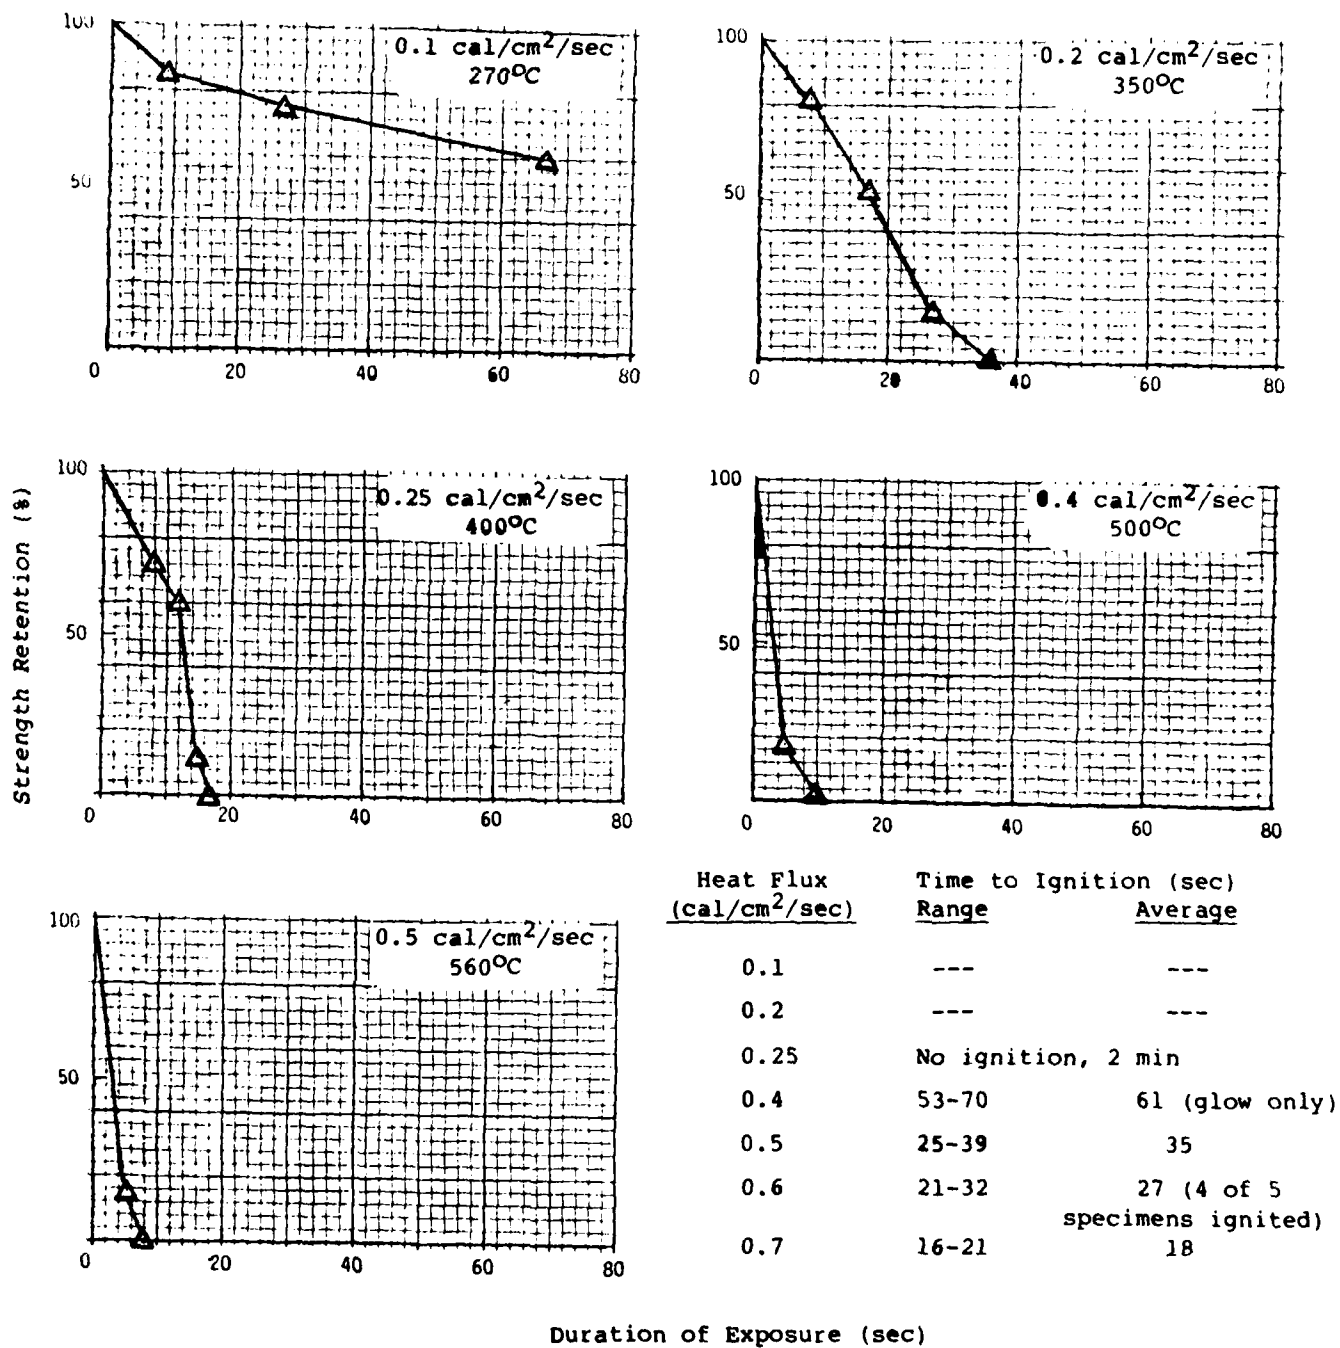 100
50
0.1 cal/cm²/sec
270°C
0 20 40 60 80
100
50
0.2 cal/cm²/sec
350°C
0 20 40 60 80
Strength Retention (%)
100
50
0.25 cal/cm²/sec
400°C
0 20 40 60 80
100
50
0.4 cal/cm²/sec
500°C
0 20 40 60 80
100
50
0.5 cal/cm²/sec
560°C
0 20 40 60 80
Heat Flux Time to Ignition (sec)
(cal/cm²/sec) Range Average
0.1 --- ---
0.2 --- ---
0.25 No ignition, 2 min
0.4 53-70 61 (glow only)
0.5 25-39 35
0.6 21-32 27 (4 of 5
specimens ignited)
0.7 16-21 18
Duration of Exposure (sec)